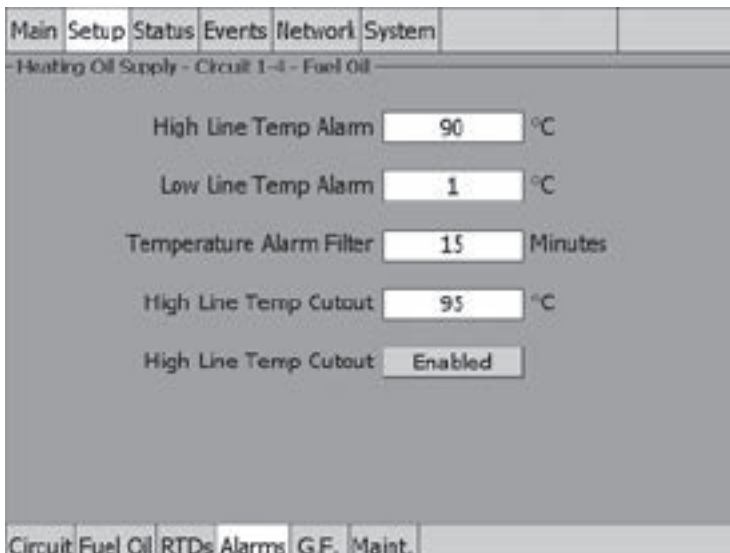 Main Setup Status Events Network System
Heating Oil Supply - Circuit 1-4 - Fuel Oil
High Line Temp Alarm 90 °C
Low Line Temp Alarm 1 °C
Temperature Alarm Filter 15 Minutes
High Line Temp Cutout 95 °C
High Line Temp Cutout Enabled
Circuit Fuel Oil RTDs Alarms G.F. Maint.